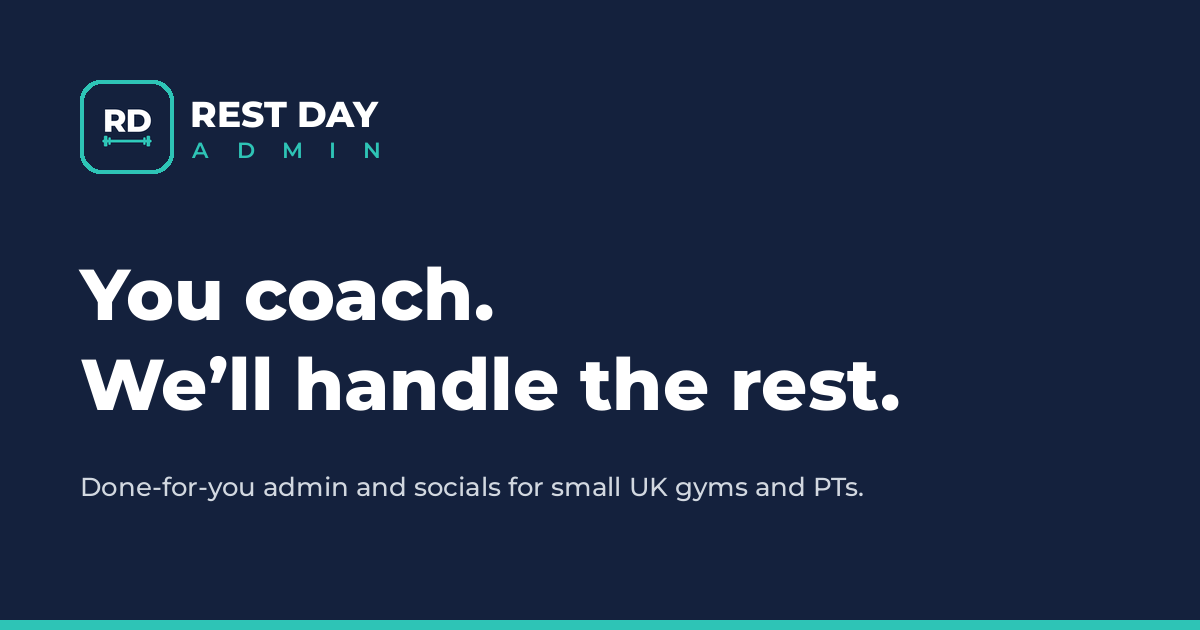 RD
REST DAY
ADMIN
You coach.
We’ll handle the rest.
Done-for-you admin and socials for small UK gyms and PTs.